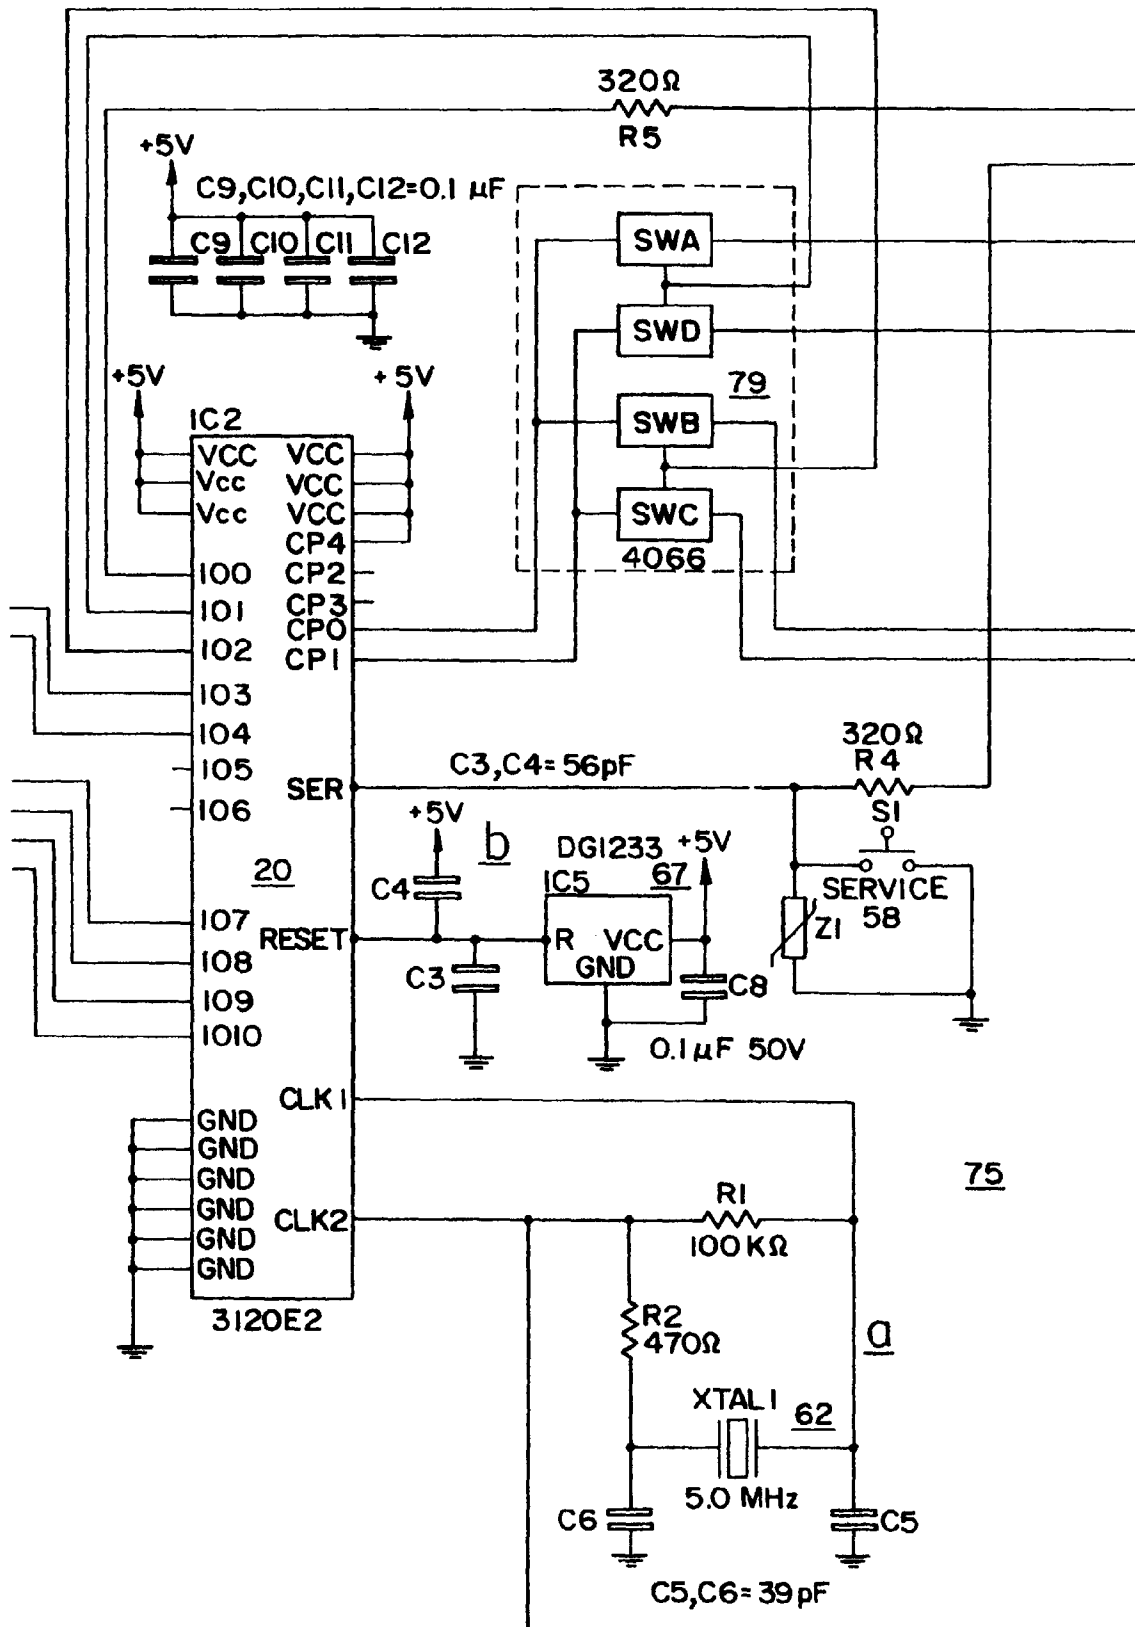 320Ω
R5
+5V
C9,C10,C11,C12=0.1 µF
C9 C10 C11 C12
SWA
SWD
79
SWB
SWC
4066
+5V
+5V
IC2
VCC VCC
Vcc VCC
Vcc VCC
CP4
IO0 CP2
IO1 CP3
CP0
IO2 CP1
IO3
IO4
IO5
IO6
320Ω
R4
C3,C4=56pF
SER
S1
+5V
b
DG1233
+5V
IC5
67
20
C4
SERVICE
58
Z1
IO7
RESET
R VCC
GND
IO8
C3
C8
IO9
IO10
0.1µF 50V
CLK1
GND
GND
GND
GND
GND
GND
75
CLK2
R1
100KΩ
3120E2
R2
470Ω
a
XTAL1
62
5.0 MHz
C6
C5
C5,C6=39pF